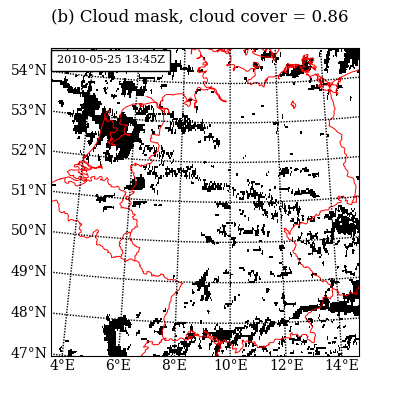 (b) Cloud mask, cloud cover = 0.86
2010-05-25 13:45Z
54°N
53°N
52°N
51°N
50°N
49°N
48°N
47°N
4°E 6°E 8°E 10°E 12°E 14°E